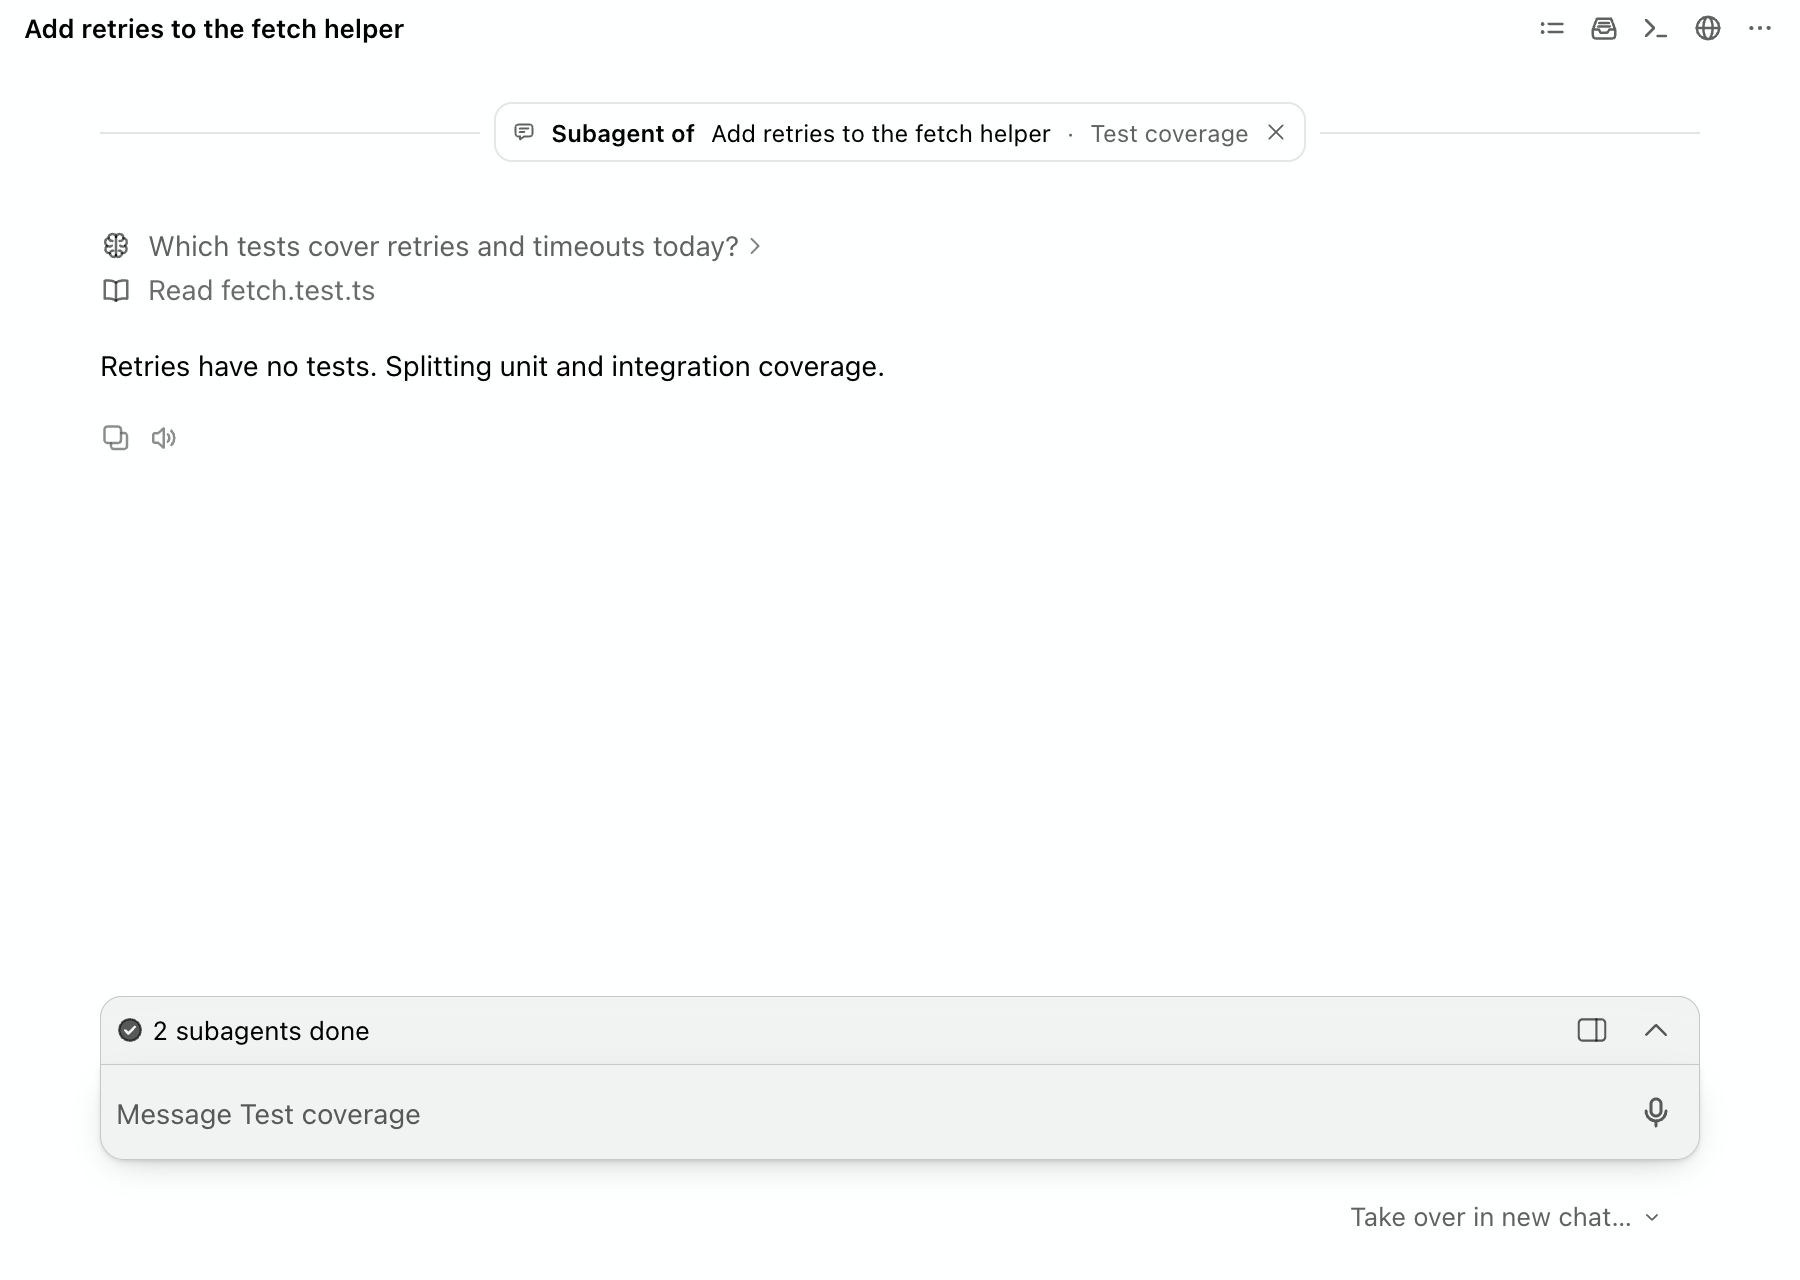 Add retries to the fetch helper
Subagent of Add retries to the fetch helper · Test coverage
Which tests cover retries and timeouts today?
Read fetch.test.ts
Retries have no tests. Splitting unit and integration coverage.
2 subagents done
Message Test coverage
Take over in new chat...